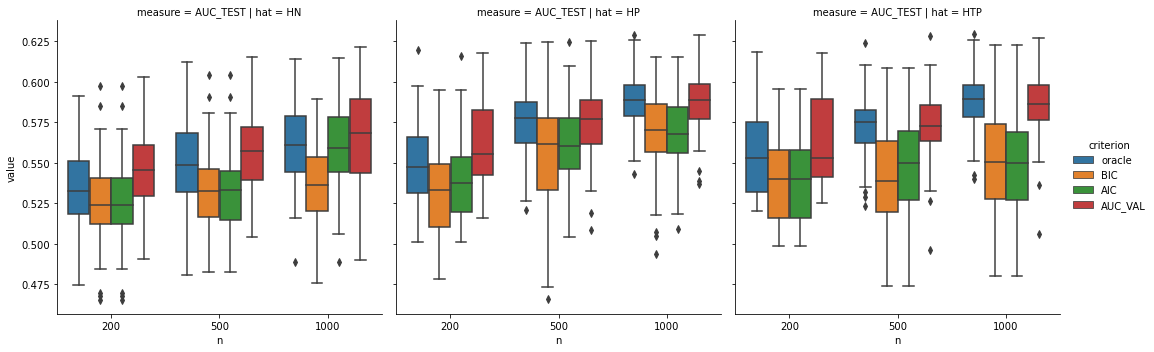 measure = AUC_TEST | hat = HN
measure = AUC_TEST | hat = HP
measure = AUC_TEST | hat = HTP
value
0.625
0.600
0.575
0.550
0.525
0.500
0.475
200
500
1000
n
200
500
1000
n
200
500
1000
n
criterion
oracle
BIC
AIC
AUC_VAL